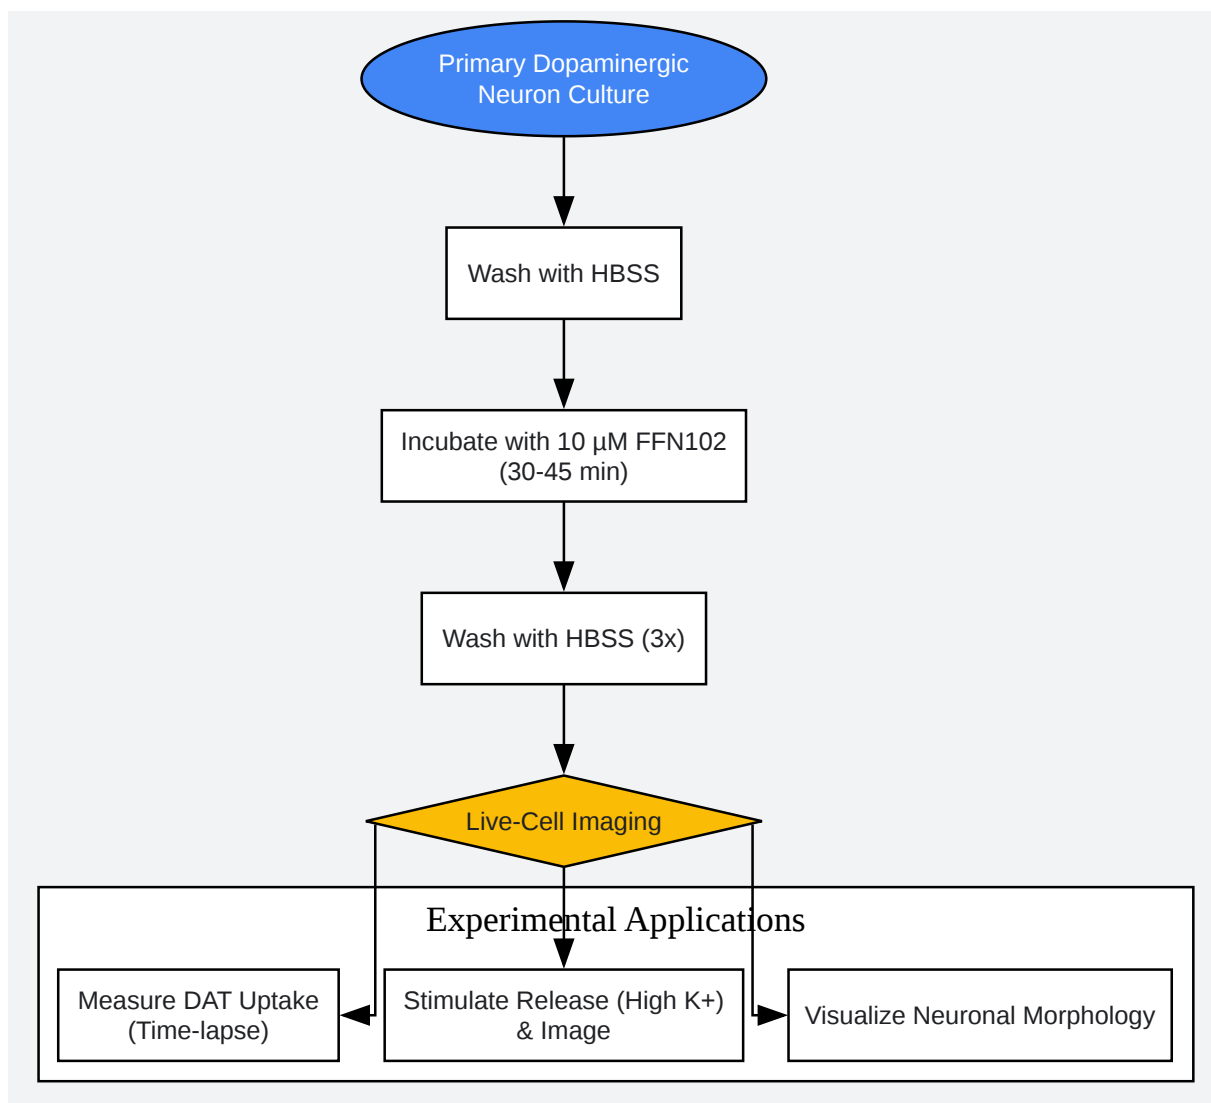 Primary Dopaminergic
Neuron Culture
Wash with HBSS
Incubate with 10 µM FFN102
(30-45 min)
Wash with HBSS (3x)
Live-Cell Imaging
Experimental Applications
Measure DAT Uptake
(Time-lapse)
Stimulate Release (High K+)
& Image
Visualize Neuronal Morphology